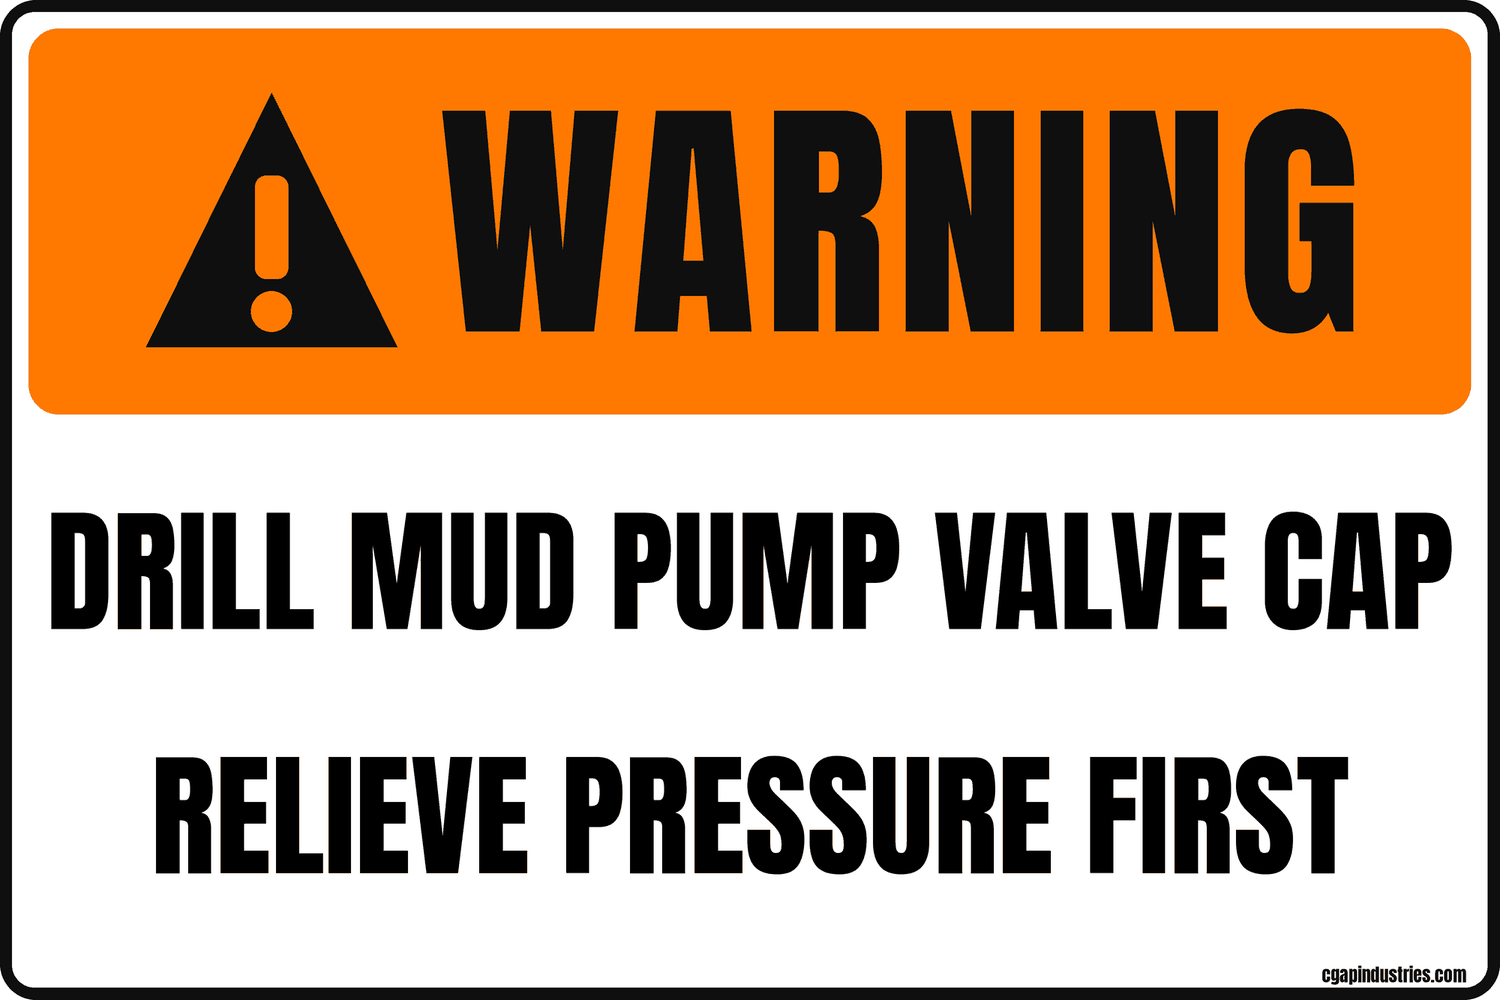 WARNING
DRILL MUD PUMP VALVE CAP
RELIEVE PRESSURE FIRST
cgapindustries.com